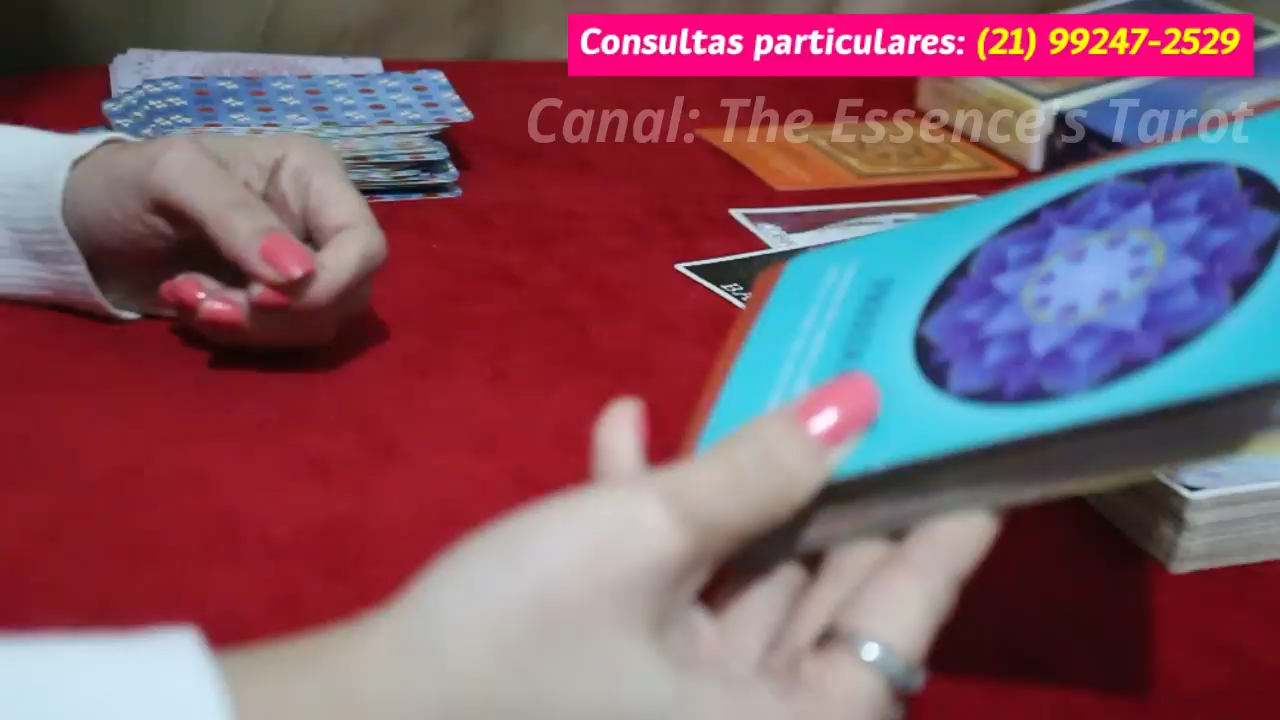 Consultas particulares: (21) 99247-2529
Canal: The Essence's Tarot